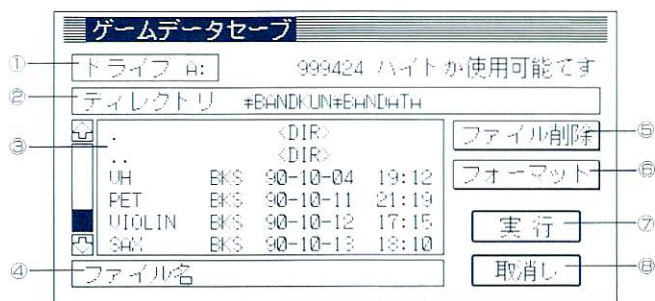 ゲームデータセーブ
① ドライブ A: 999424 バイトが使用可能です
② ディレクトリ ¥BANDKUN¥BANDATA
③ . <DIR>
.. <DIR>
VH BKS 90-10-04 19:12
PET BKS 90-10-11 21:19
VIOLIN BKS 90-10-12 17:15
SAX BKS 90-10-13 18:10
④ ファイル名
ファイル削除 ⑤
フォーマット ⑥
実行 ⑦
取消し ⑧